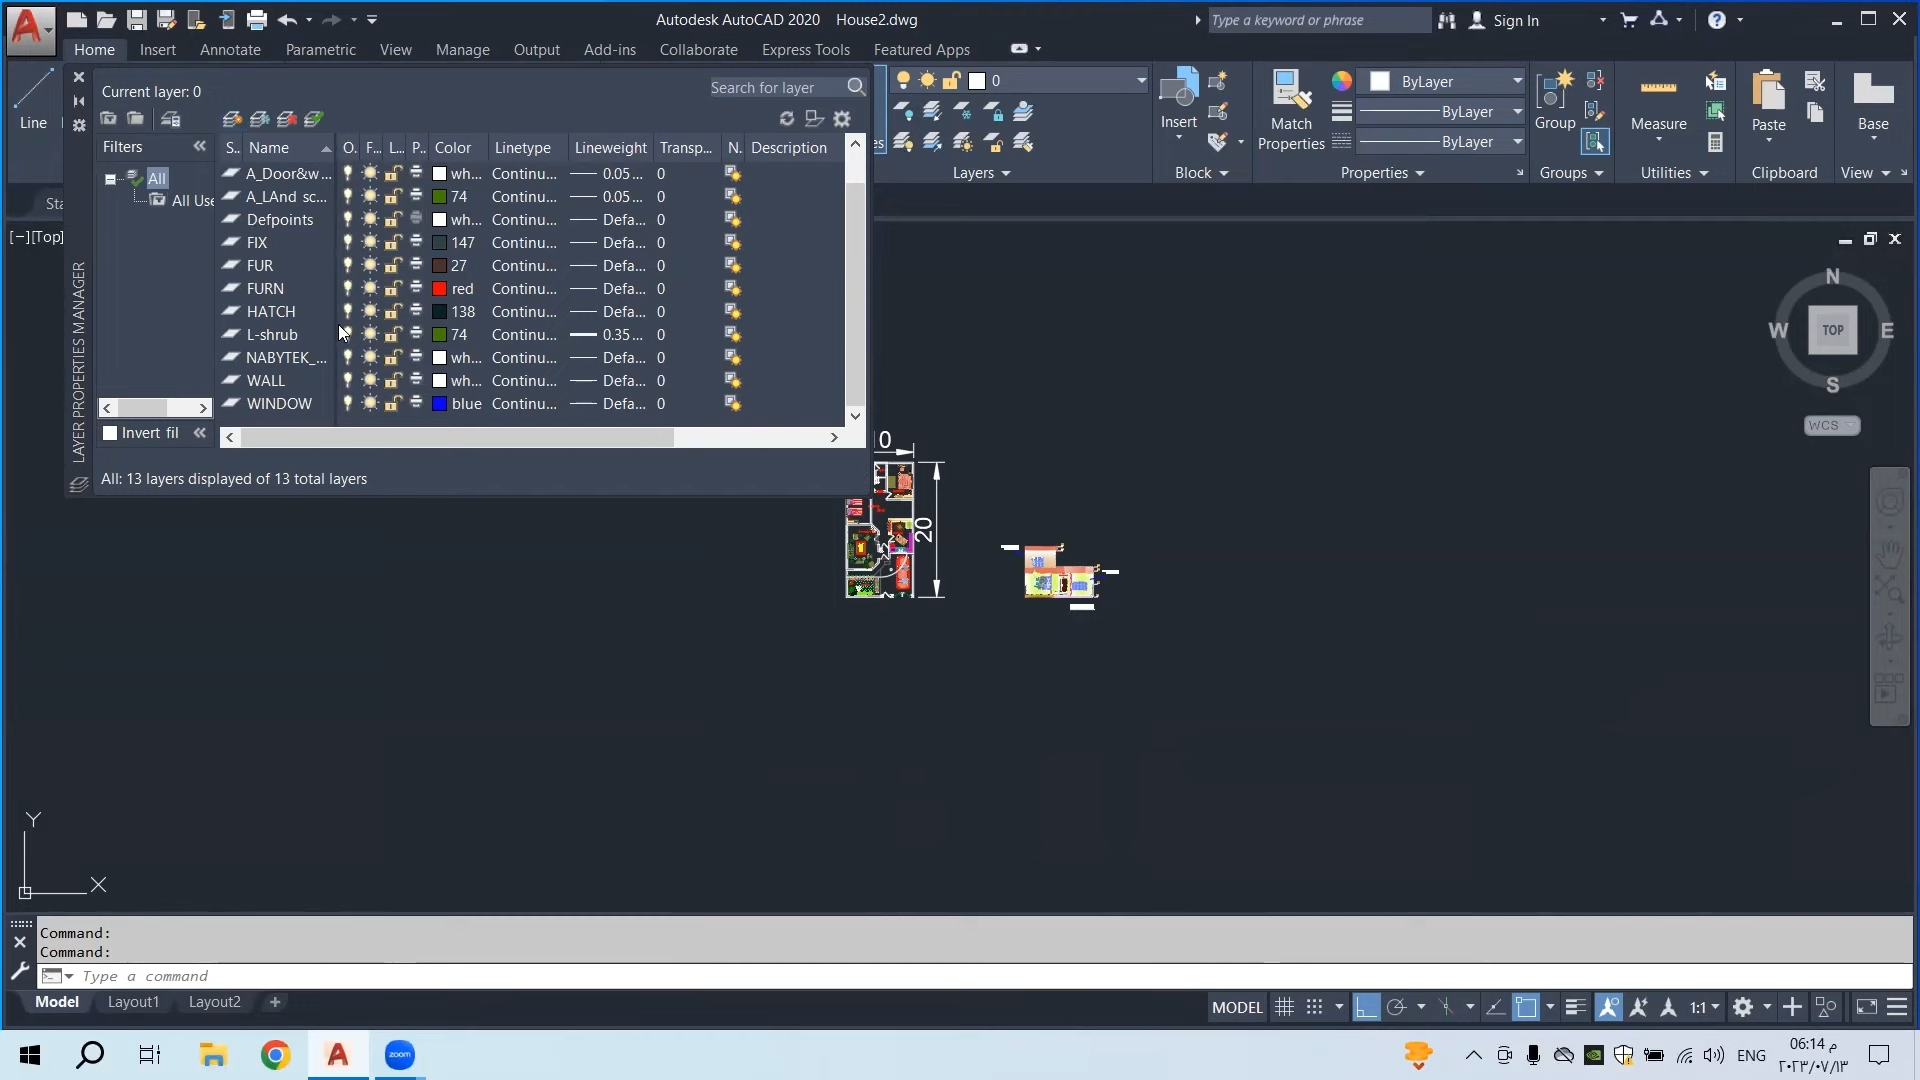 Autodesk AutoCAD 2020 House2.dwg
Type a keyword or phrase
Sign In
Home Insert Annotate Parametric View Manage Output Add-ins Collaborate Express Tools Featured Apps
Line
Current layer: 0
Search for layer
Filters
All
All Use
Invert fil
S.. Name O. F... L... P.. Color Linetype Lineweight Transp... N. Description
A_Door&w... wh... Continu... 0.05 ... 0
A_LAnd sc... 74 Continu... 0.05 ... 0
Defpoints wh... Continu... Defa... 0
FIX 147 Continu... Defa... 0
FUR 27 Continu... Defa... 0
FURN red Continu... Defa... 0
HATCH 138 Continu... Defa... 0
L-shrub 74 Continu... 0.35 ... 0
NABYTEK_... wh... Continu... Defa... 0
WALL wh... Continu... Defa... 0
WINDOW blue Continu... Defa... 0
All: 13 layers displayed of 13 total layers
LAYER PROPERTIES MANAGER
0
Layers
Insert
Block
Match
Properties
ByLayer
ByLayer
ByLayer
Properties
Group
Groups
Measure
Utilities
Paste
Clipboard
Base
View
Sta
[−][Top]
N
W TOP E
S
WCS
0
20
Y
X
Command:
Command:
Type a command
Model Layout1 Layout2 +
MODEL 1:1
zoom
ENG
06:14 م
٢٠٢٣/٠٧/١٣